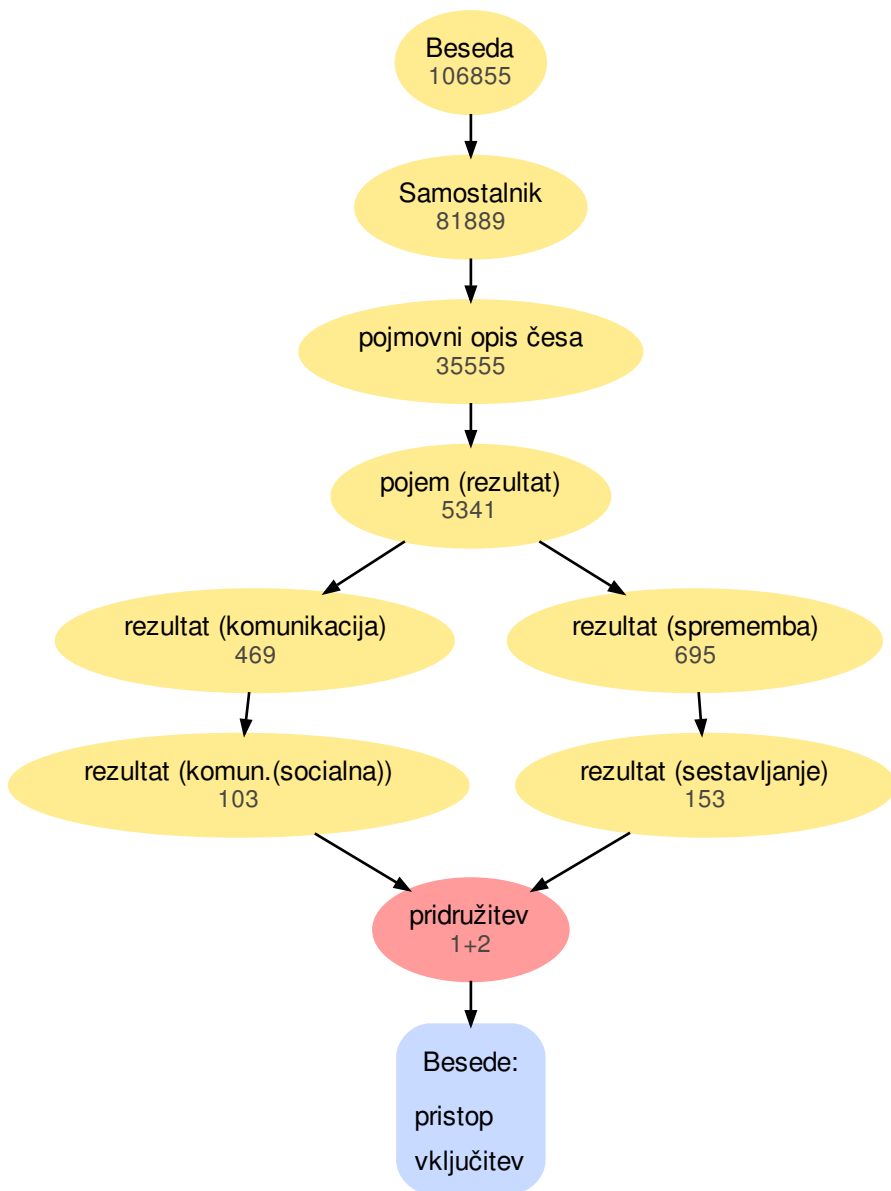 Beseda
106855
Samostalnik
81889
pojmovni opis česa
35555
pojem (rezultat)
5341
rezultat (komunikacija)
469
rezultat (sprememba)
695
rezultat (komun.(socialna))
103
rezultat (sestavljanje)
153
pridružitev
1+2
Besede:
pristop
vključitev